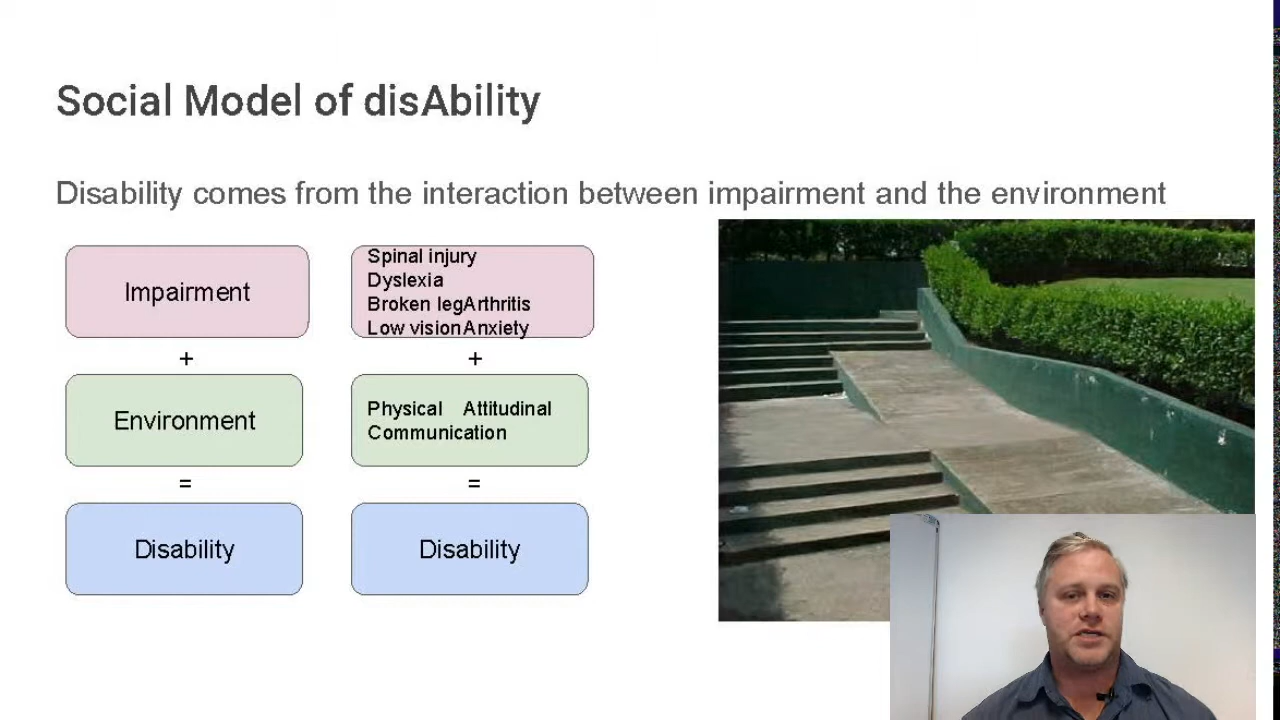 Social Model of disAbility
Disability comes from the interaction between impairment and the environment
Impairment
+
Environment
=
Disability
Spinal injury
Dyslexia
Broken legArthritis
Low visionAnxiety
+
Physical Attitudinal
Communication
=
Disability